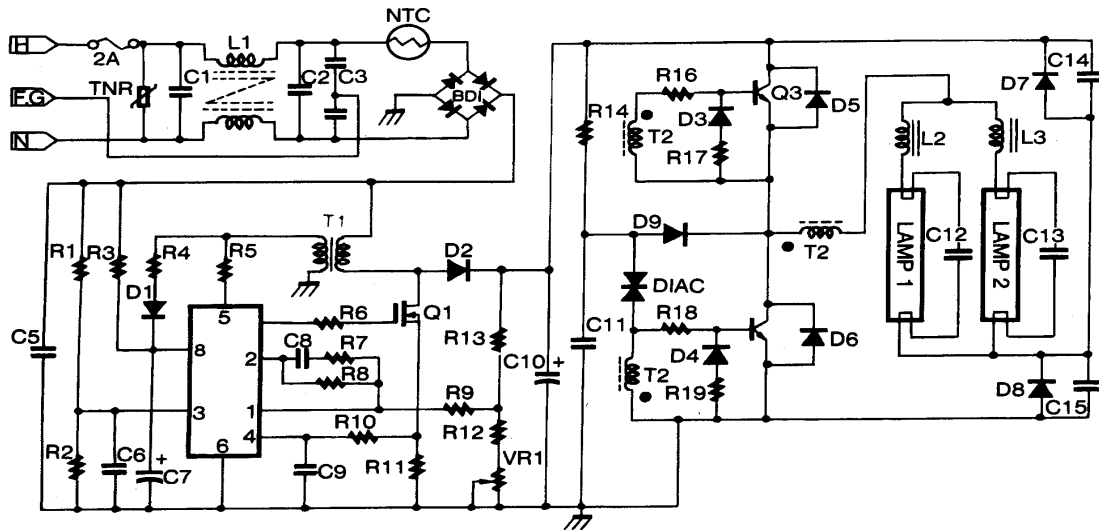 NTC
H
2A
L1
TNR
C1
C2
C3
F.G
BDI
N
R14
R16
D3
T2
R17
Q3
D5
D7
C14
L2
L3
LAMP 1
C12
LAMP 2
C13
T1
R1
R3
R4
R5
D2
D9
T2
D1
DIAC
C5
5
R6
Q1
R13
C11
R18
8
2
C8
R7
R8
C10
+
D4
D6
T2
R19
D8
C15
3
1
R9
R2
C6
+
C7
4
R10
R12
6
C9
R11
VR1